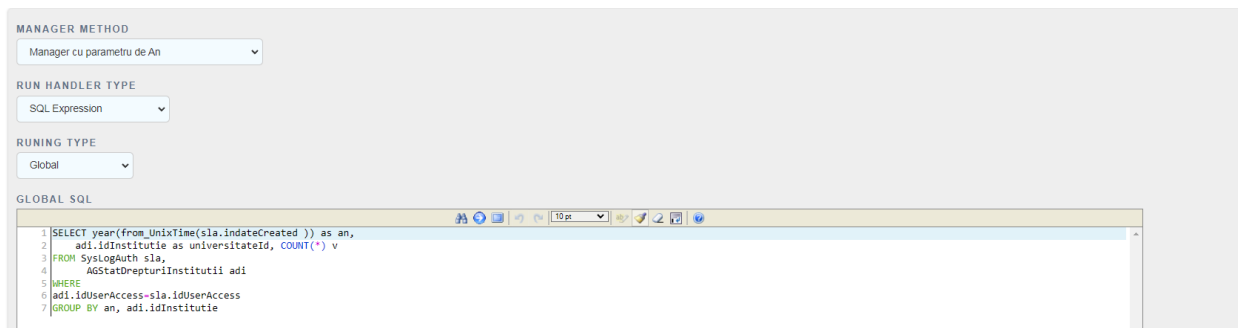 MANAGER METHOD
Manager cu parametru de An
RUN HANDLER TYPE
SQL Expression
RUNING TYPE
Global
GLOBAL SQL
10 pt
1 SELECT year(from_UnixTime(sla.indateCreated )) as an,
2 adi.idInstitutie as universitateId, COUNT(*) v
3 FROM SysLogAuth sla,
4 AGStatDrepturiInstitutii adi
5 WHERE
6 adi.idUserAccess=sla.idUserAccess
7 GROUP BY an, adi.idInstitutie